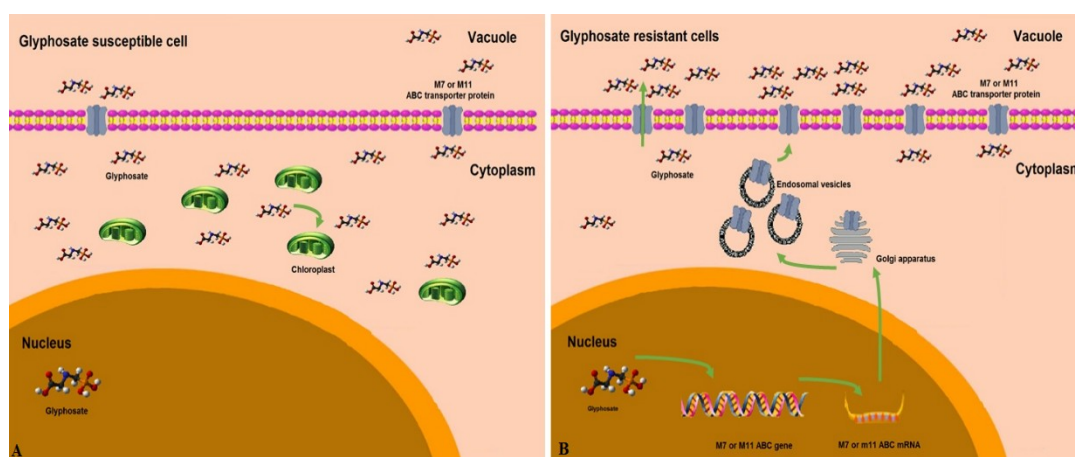 Glyphosate susceptible cell
Vacuole
M7 or M11
ABC transporter protein
Glyphosate
Cytoplasm
Chloroplast
Nucleus
Glyphosate
A
Glyphosate resistant cells
Vacuole
M7 or M11
ABC transporter protein
Glyphosate
Cytoplasm
Endosomal vesicles
Golgi apparatus
Nucleus
Glyphosate
M7 or M11 ABC gene
M7 or m11 ABC mRNA
B